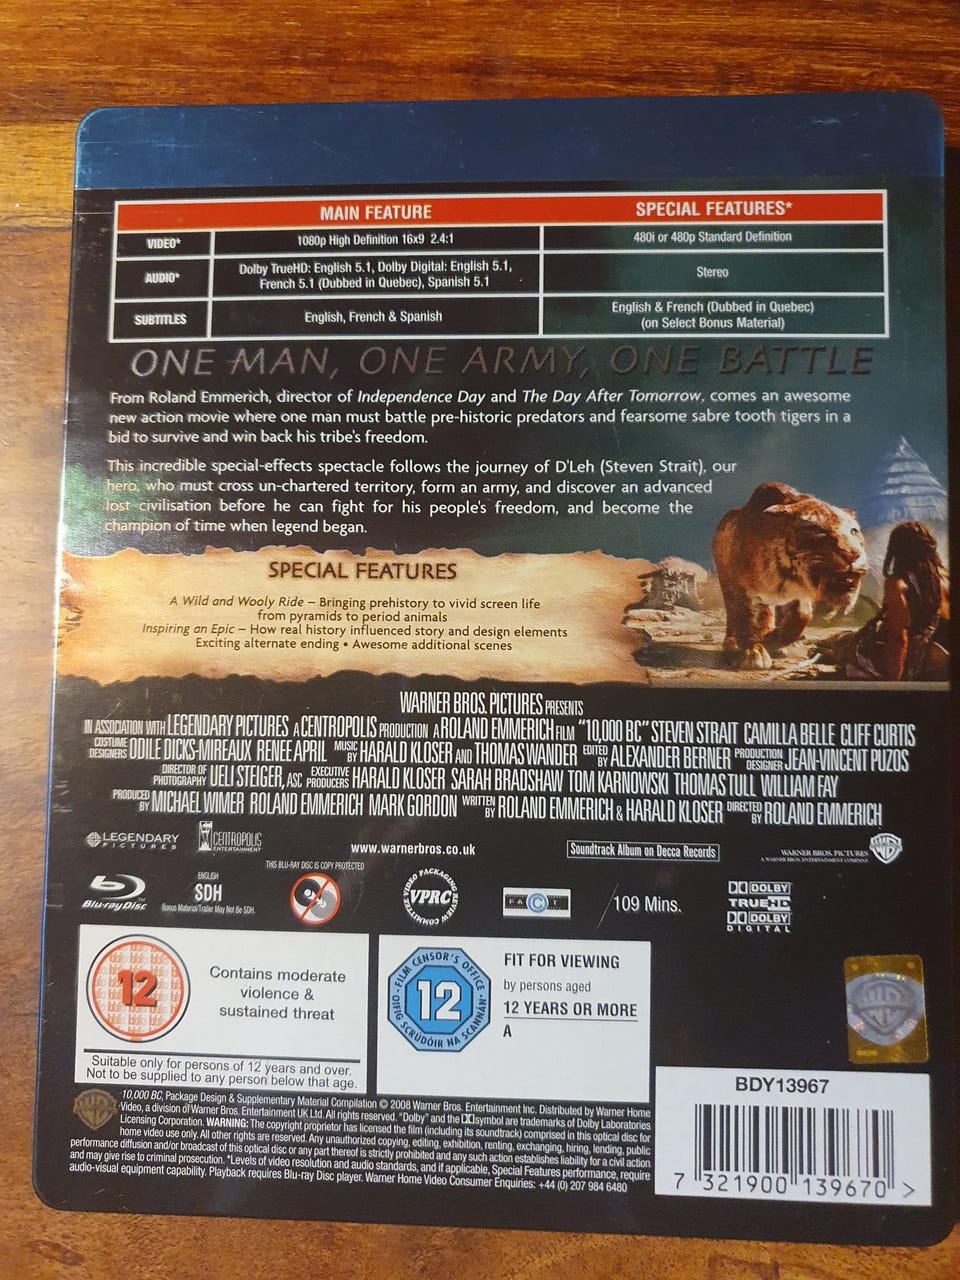 MAIN FEATURE SPECIAL FEATURES*
VIDEO* 1080p High Definition 16x9 2.4:1 480i or 480p Standard Definition
AUDIO* Dolby TrueHD: English 5.1, Dolby Digital: English 5.1,
French 5.1 (Dubbed in Quebec), Spanish 5.1 Stereo
SUBTITLES English, French & Spanish English & French (Dubbed in Quebec)
(on Select Bonus Material)
ONE MAN, ONE ARMY, ONE BATTLE
From Roland Emmerich, director of Independence Day and The Day After Tomorrow, comes an awesome
new action movie where one man must battle pre-historic predators and fearsome sabre tooth tigers in a
bid to survive and win back his tribe's freedom.
This incredible special-effects spectacle follows the journey of D'Leh (Steven Strait), our
hero, who must cross un-chartered territory, form an army, and discover an advanced
lost civilisation before he can fight for his people's freedom, and become the
champion of time when legend began.
SPECIAL FEATURES
A Wild and Wooly Ride – Bringing prehistory to vivid screen life
from pyramids to period animals
Inspiring an Epic – How real history influenced story and design elements
Exciting alternate ending • Awesome additional scenes
WARNER BROS. PICTURES PRESENTS
IN ASSOCIATION WITH LEGENDARY PICTURES A CENTROPOLIS PRODUCTION A ROLAND EMMERICH FILM "10,000 BC" STEVEN STRAIT CAMILLA BELLE CLIFF CURTIS
COSTUME DESIGNERS ODILE DICKS-MIREAUX RENEE APRIL MUSIC BY HARALD KLOSER AND THOMAS WANDER EDITED BY ALEXANDER BERNER PRODUCTION DESIGNER JEAN-VINCENT PUZOS
DIRECTOR OF PHOTOGRAPHY UELI STEIGER, ASC EXECUTIVE PRODUCERS HARALD KLOSER SARAH BRADSHAW TOM KARNOWSKI THOMAS TULL WILLIAM FAY
PRODUCED BY MICHAEL WIMER ROLAND EMMERICH MARK GORDON WRITTEN BY ROLAND EMMERICH & HARALD KLOSER DIRECTED BY ROLAND EMMERICH
LEGENDARY PICTURES
CENTROPOLIS ENTERTAINMENT
www.warnerbros.co.uk
Soundtrack Album on Decca Records
WARNER BROS. PICTURES
A WARNER BROS. ENTERTAINMENT COMPANY
WB
Blu-ray Disc
ENGLISH
SDH
Bonus Material/Trailer May Not Be SDH.
THIS BLU-RAY DISC IS COPY PROTECTED
VIDEO PACKAGING REVIEW COMMITTEE
VPRC
FACT
109 Mins.
DOLBY
TRUEHD
DOLBY
DIGITAL
12
Contains moderate
violence &
sustained threat
Suitable only for persons of 12 years and over.
Not to be supplied to any person below that age.
FILM CENSOR'S OFFICE
OIFIG SCRÚDÓIR NA SCANNÁN
12
FIT FOR VIEWING
by persons aged
12 YEARS OR MORE
A
WB
BDY13967
7 321900 139670 >
10,000 BC, Package Design & Supplementary Material Compilation © 2008 Warner Bros. Entertainment Inc. Distributed by Warner Home
Video, a division of Warner Bros. Entertainment UK Ltd. All rights reserved. "Dolby" and the DD symbol are trademarks of Dolby Laboratories
Licensing Corporation. WARNING: The copyright proprietor has licensed the film (including its soundtrack) comprised in this optical disc for
home video use only. All other rights are reserved. Any unauthorized copying, editing, exhibition, renting, exchanging, hiring, lending, public
performance diffusion and/or broadcast of this optical disc or any part thereof is strictly prohibited and any such action establishes liability for a civil action
and may give rise to criminal prosecution. *Levels of video resolution and audio standards, and if applicable, Special Features performance, require
audio-visual equipment capability. Playback requires Blu-ray Disc player. Warner Home Video Consumer Enquiries: +44 (0) 207 984 6480